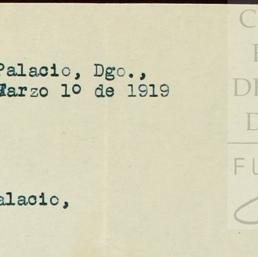 Palacio, Dgo.,
Marzo 1º de 1919
alacio,